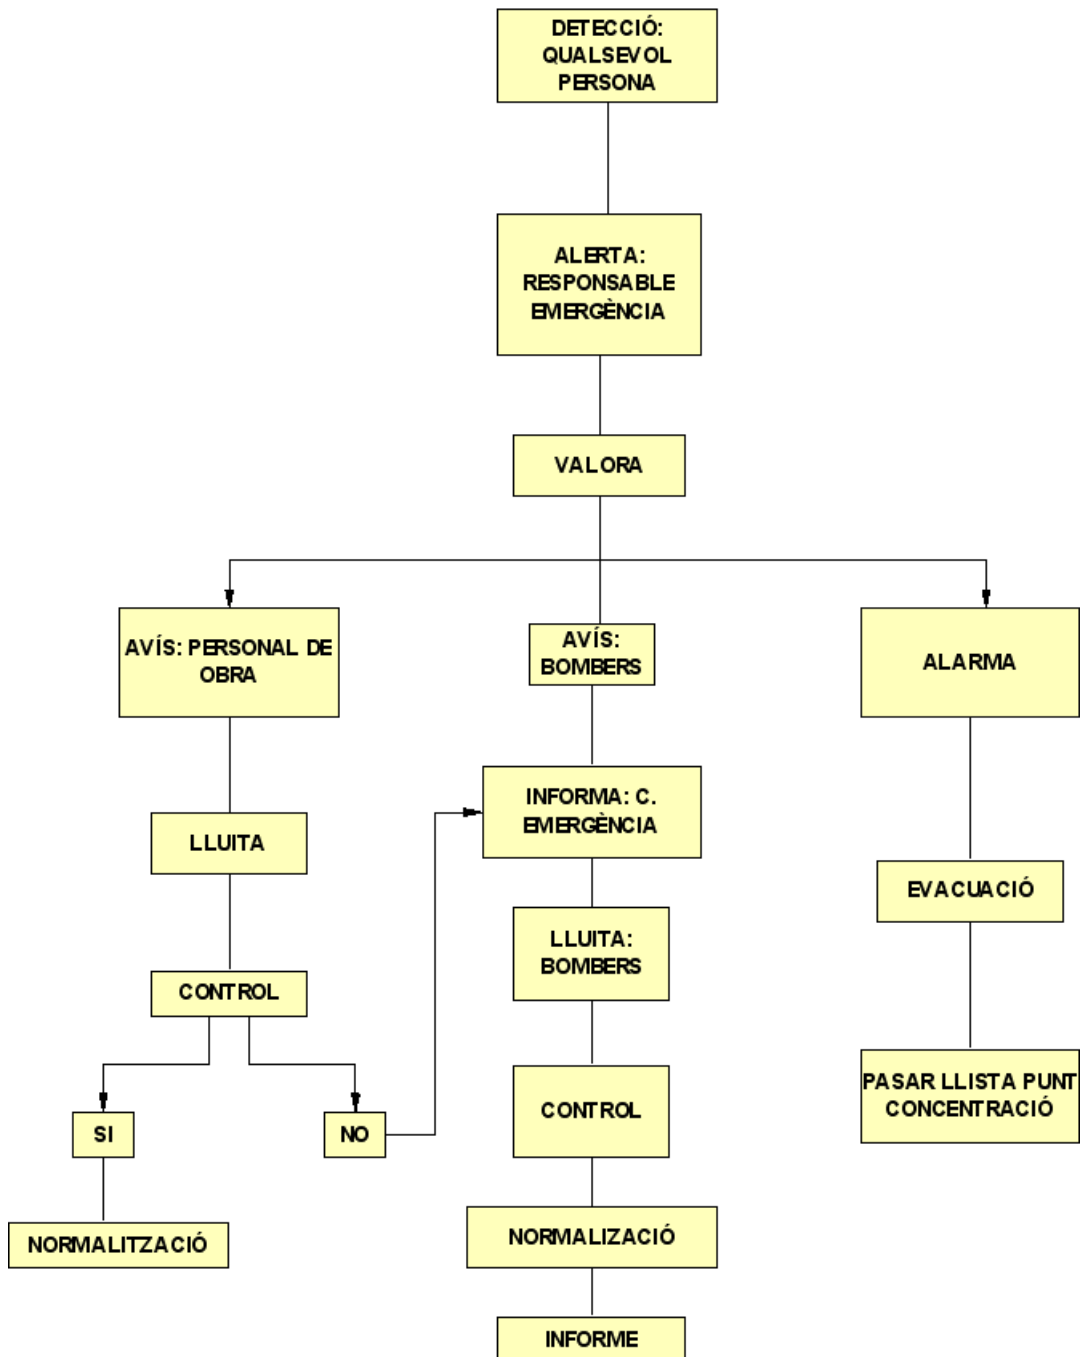 DETECCIÓ:
QUALSEVOL
PERSONA
ALERTA:
RESPONSABLE
EMERGÈNCIA
VALORA
AVÍS: PERSONAL DE
OBRA
AVÍS:
BOMBERS
ALARMA
INFORMA: C.
EMERGÈNCIA
LLUITA
EVACUACIÓ
LLUITA:
BOMBERS
CONTROL
PASAR LLISTA PUNT
CONCENTRACIÓ
CONTROL
SI
NO
NORMALITZACIÓ
NORMALIZACIÓ
INFORME